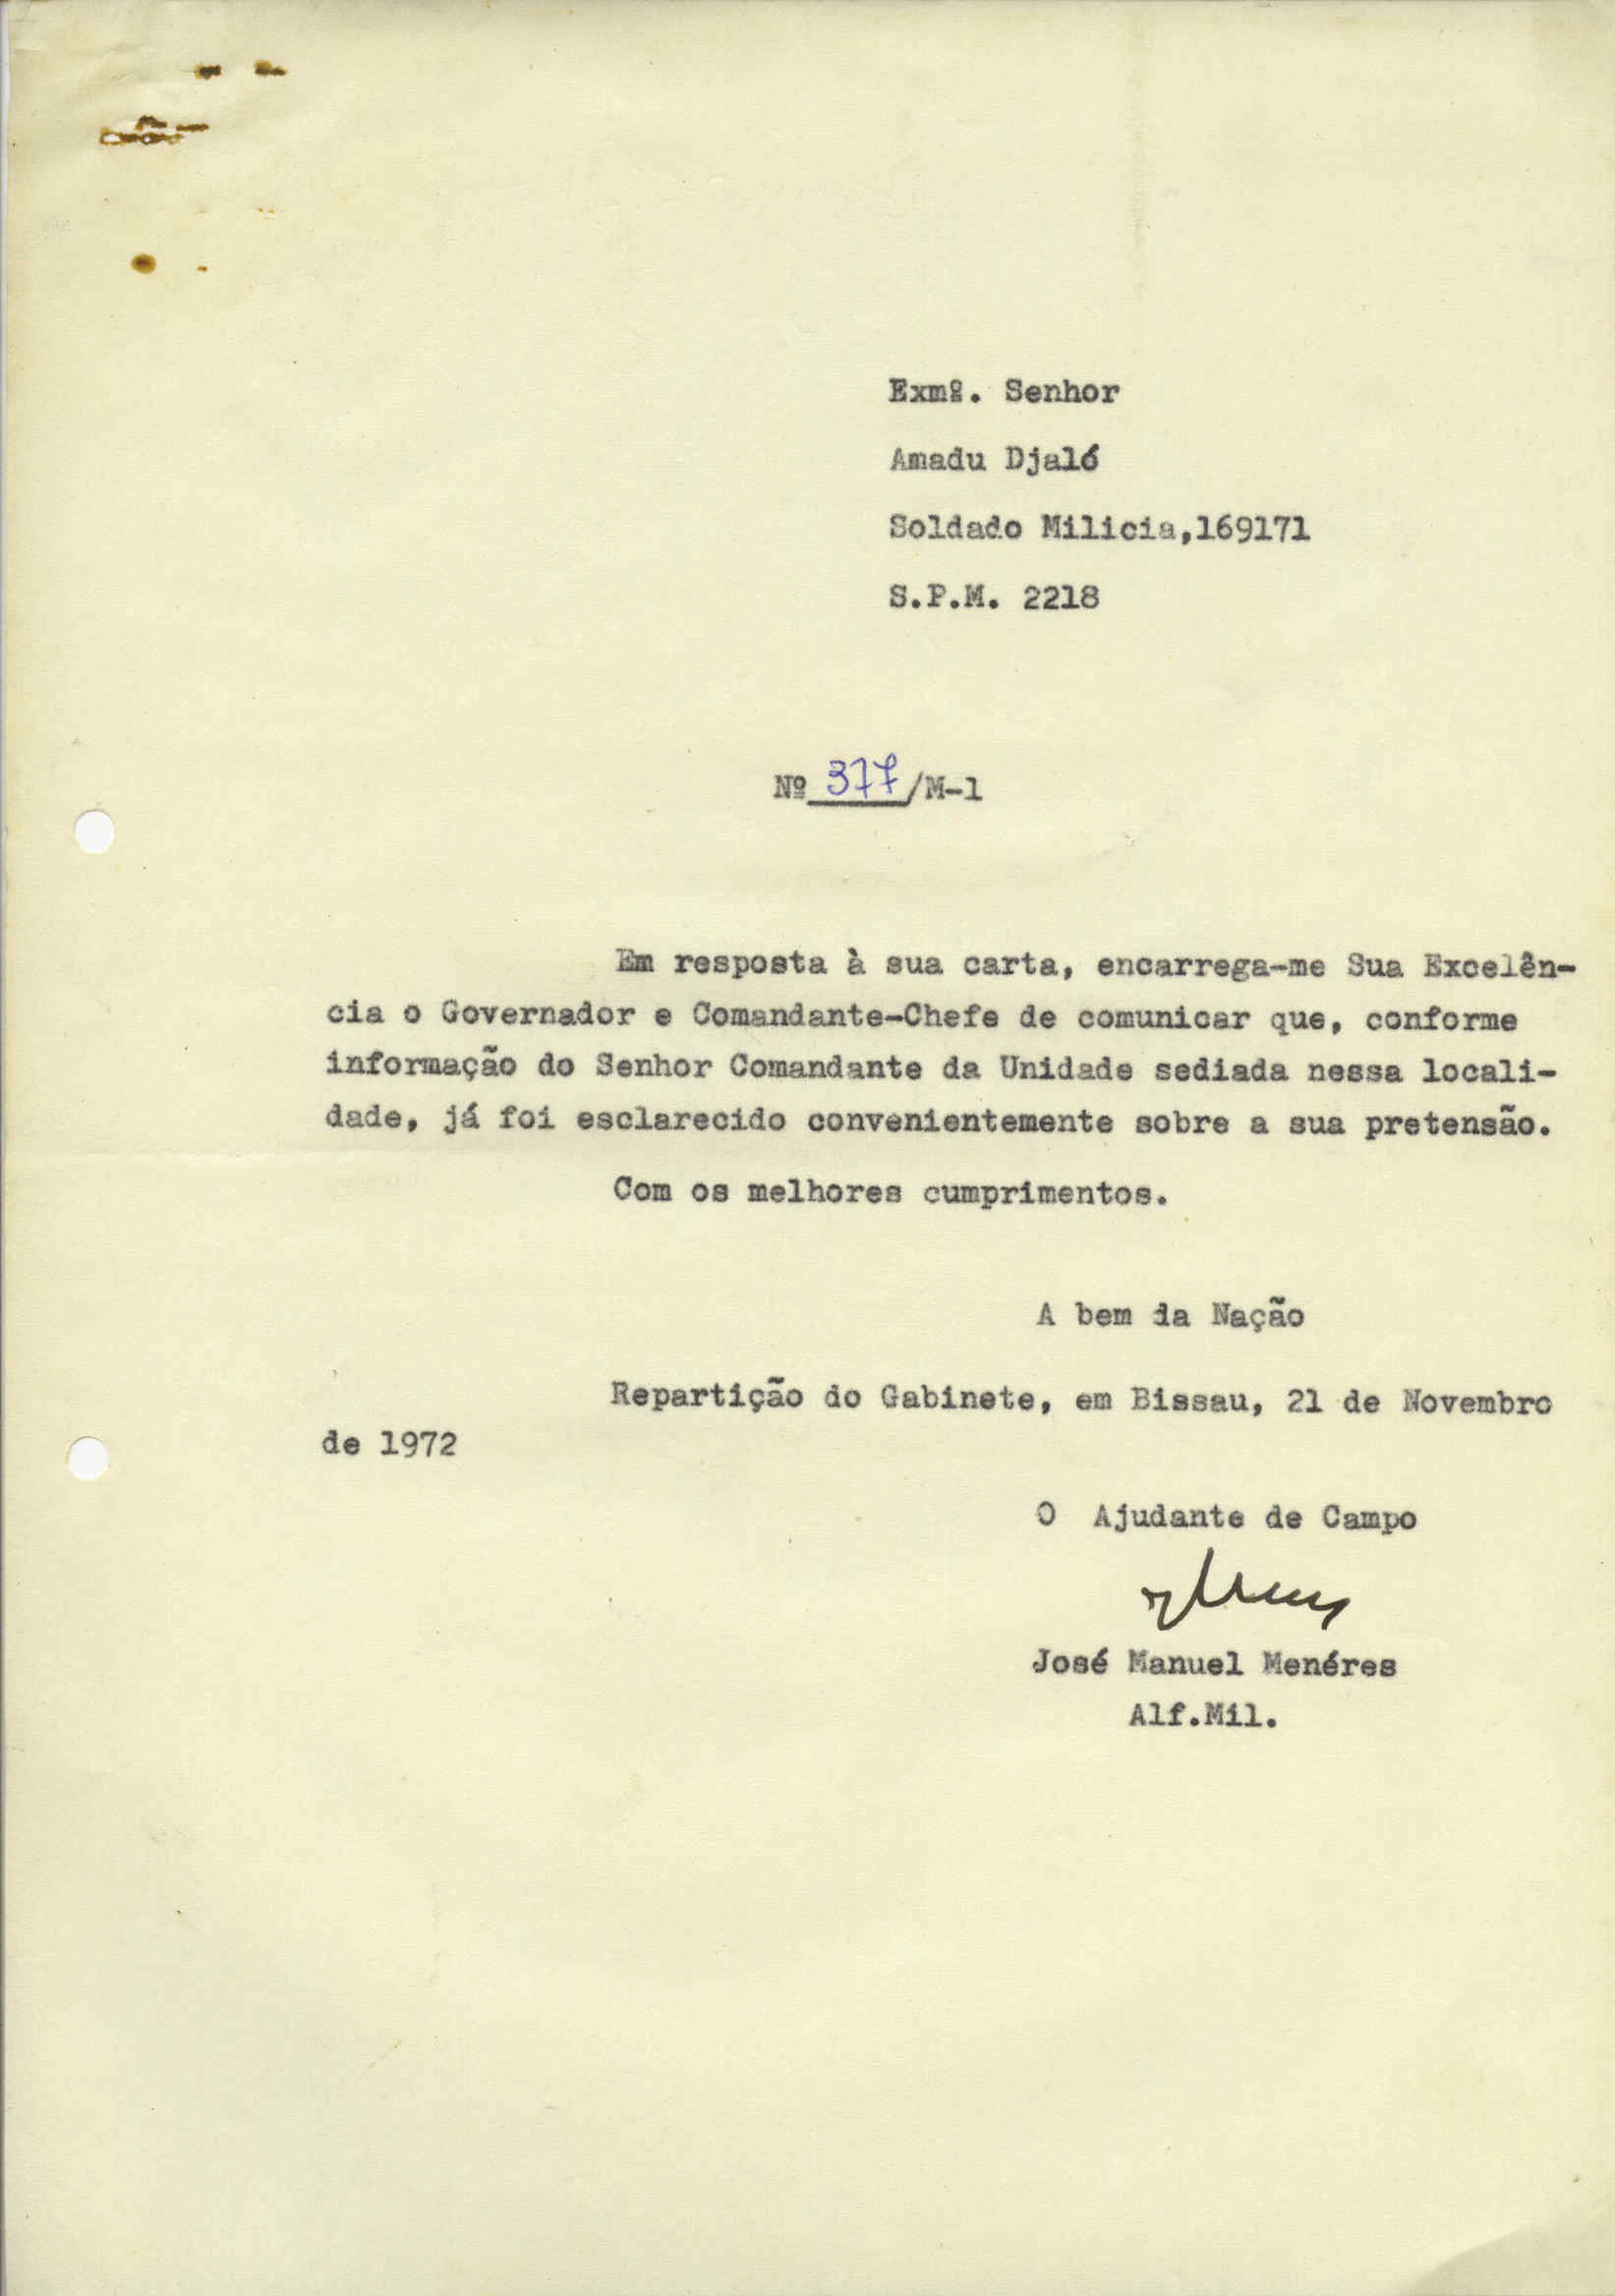 Exmº. Senhor
Amadu Djaló
Soldado Milicia,169171
S.P.M. 2218
Nº 377/M-1
Em resposta à sua carta, encarrega-me Sua Excelên-
cia o Governador e Comandante-Chefe de comunicar que, conforme
informação do Senhor Comandante da Unidade sediada nessa locali-
dade, já foi esclarecido convenientemente sobre a sua pretensão.
Com os melhores cumprimentos.
A bem da Nação
Repartição do Gabinete, em Bissau, 21 de Novembro
de 1972
O Ajudante de Campo
José Manuel Menéres
Alf.Mil.